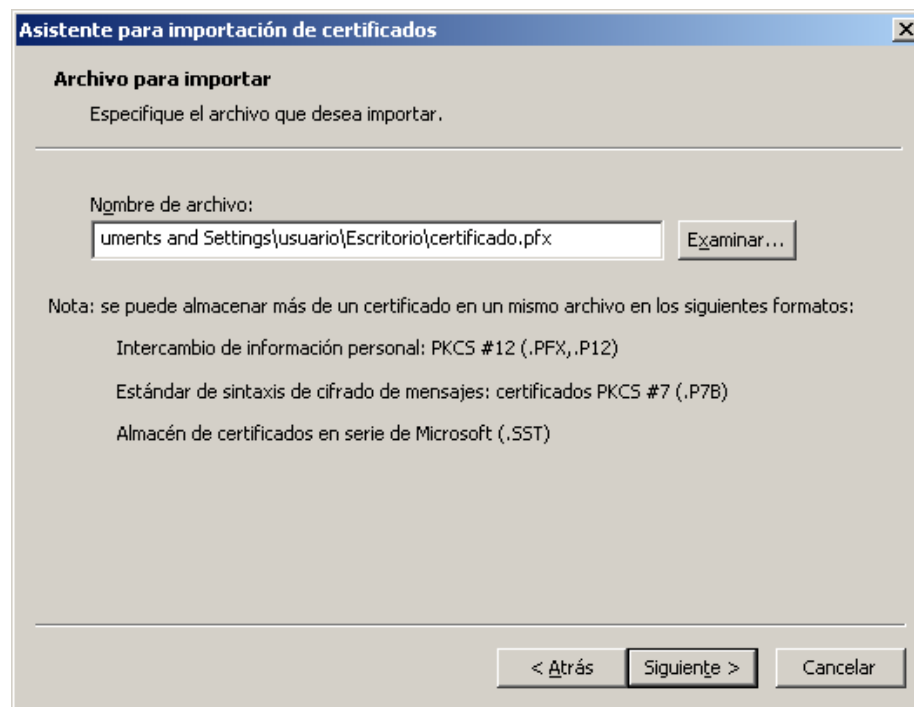 Asistente para importación de certificados
Archivo para importar
Especifique el archivo que desea importar.
Nombre de archivo:
uments and Settings\usuario\Escritorio\certificado.pfx
Examinar...
Nota: se puede almacenar más de un certificado en un mismo archivo en los siguientes formatos:
Intercambio de información personal: PKCS #12 (.PFX,.P12)
Estándar de sintaxis de cifrado de mensajes: certificados PKCS #7 (.P7B)
Almacén de certificados en serie de Microsoft (.SST)
< Atrás
Siguiente >
Cancelar